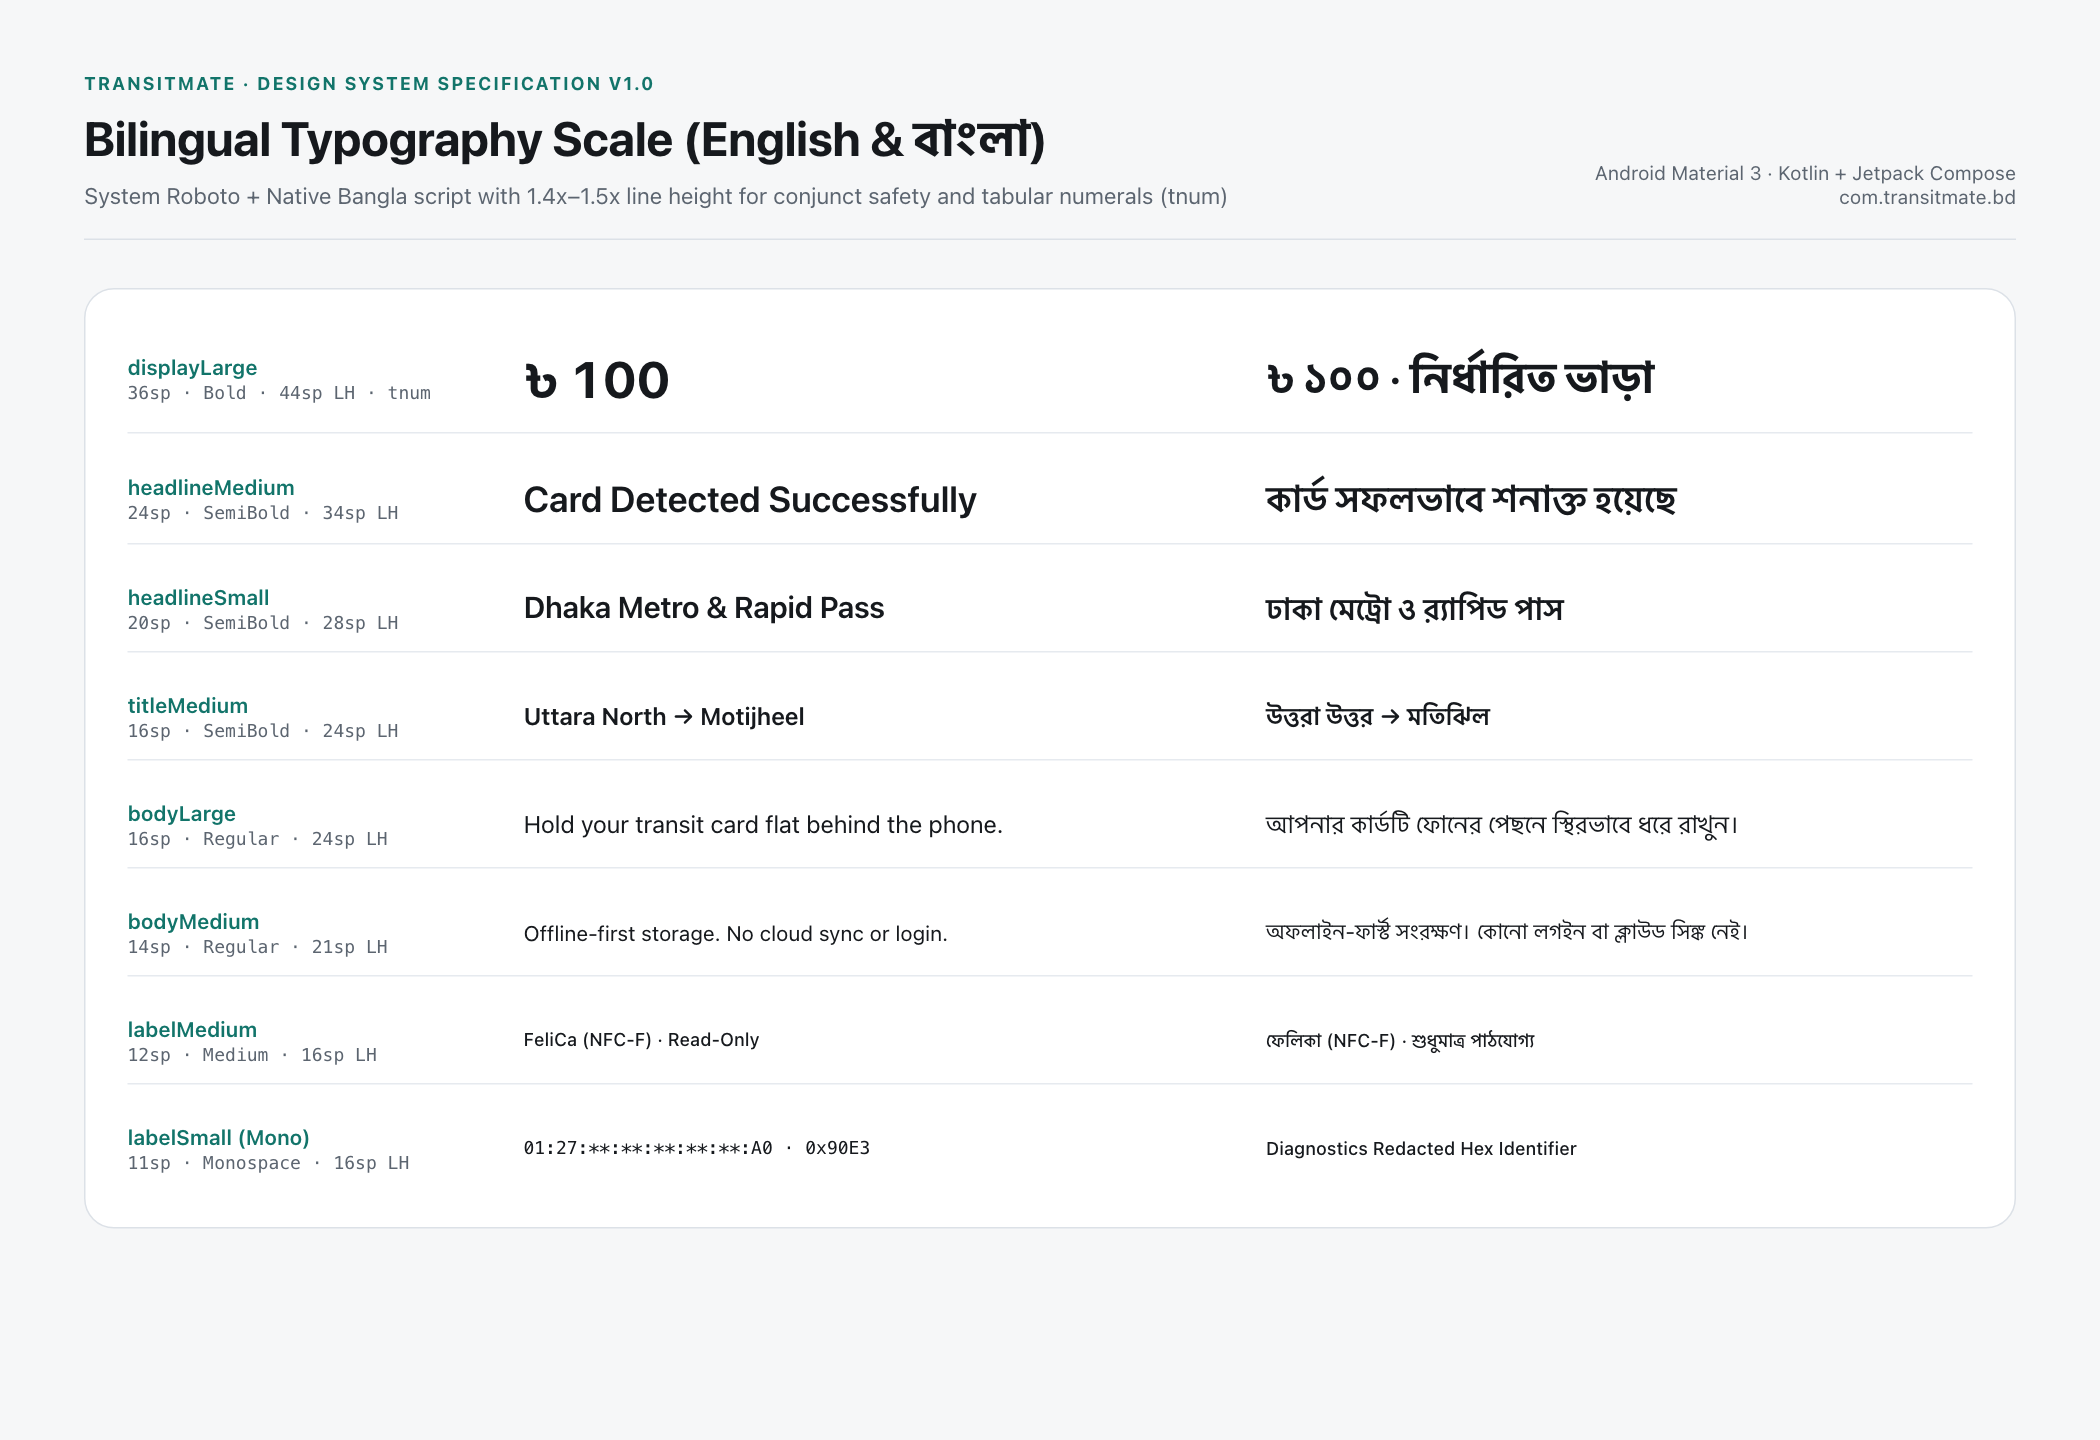 TRANSITMATE · DESIGN SYSTEM SPECIFICATION V1.0
Bilingual Typography Scale (English & বাংলা)
System Roboto + Native Bangla script with 1.4x–1.5x line height for conjunct safety and tabular numerals (tnum)
Android Material 3 · Kotlin + Jetpack Compose
com.transitmate.bd
displayLarge
36sp · Bold · 44sp LH · tnum
৳ 100
৳ ১০০ · নির্ধারিত ভাড়া
headlineMedium
24sp · SemiBold · 34sp LH
Card Detected Successfully
কার্ড সফলভাবে শনাক্ত হয়েছে
headlineSmall
20sp · SemiBold · 28sp LH
Dhaka Metro & Rapid Pass
ঢাকা মেট্রো ও র‍্যাপিড পাস
titleMedium
16sp · SemiBold · 24sp LH
Uttara North → Motijheel
উত্তরা উত্তর → মতিঝিল
bodyLarge
16sp · Regular · 24sp LH
Hold your transit card flat behind the phone.
আপনার কার্ডটি ফোনের পেছনে স্থিরভাবে ধরে রাখুন।
bodyMedium
14sp · Regular · 21sp LH
Offline-first storage. No cloud sync or login.
অফলাইন-ফার্স্ট সংরক্ষণ। কোনো লগইন বা ক্লাউড সিঙ্ক নেই।
labelMedium
12sp · Medium · 16sp LH
FeliCa (NFC-F) · Read-Only
ফেলিকা (NFC-F) · শুধুমাত্র পাঠযোগ্য
labelSmall (Mono)
11sp · Monospace · 16sp LH
01:27:**:**:**:**:**:A0 · 0x90E3
Diagnostics Redacted Hex Identifier